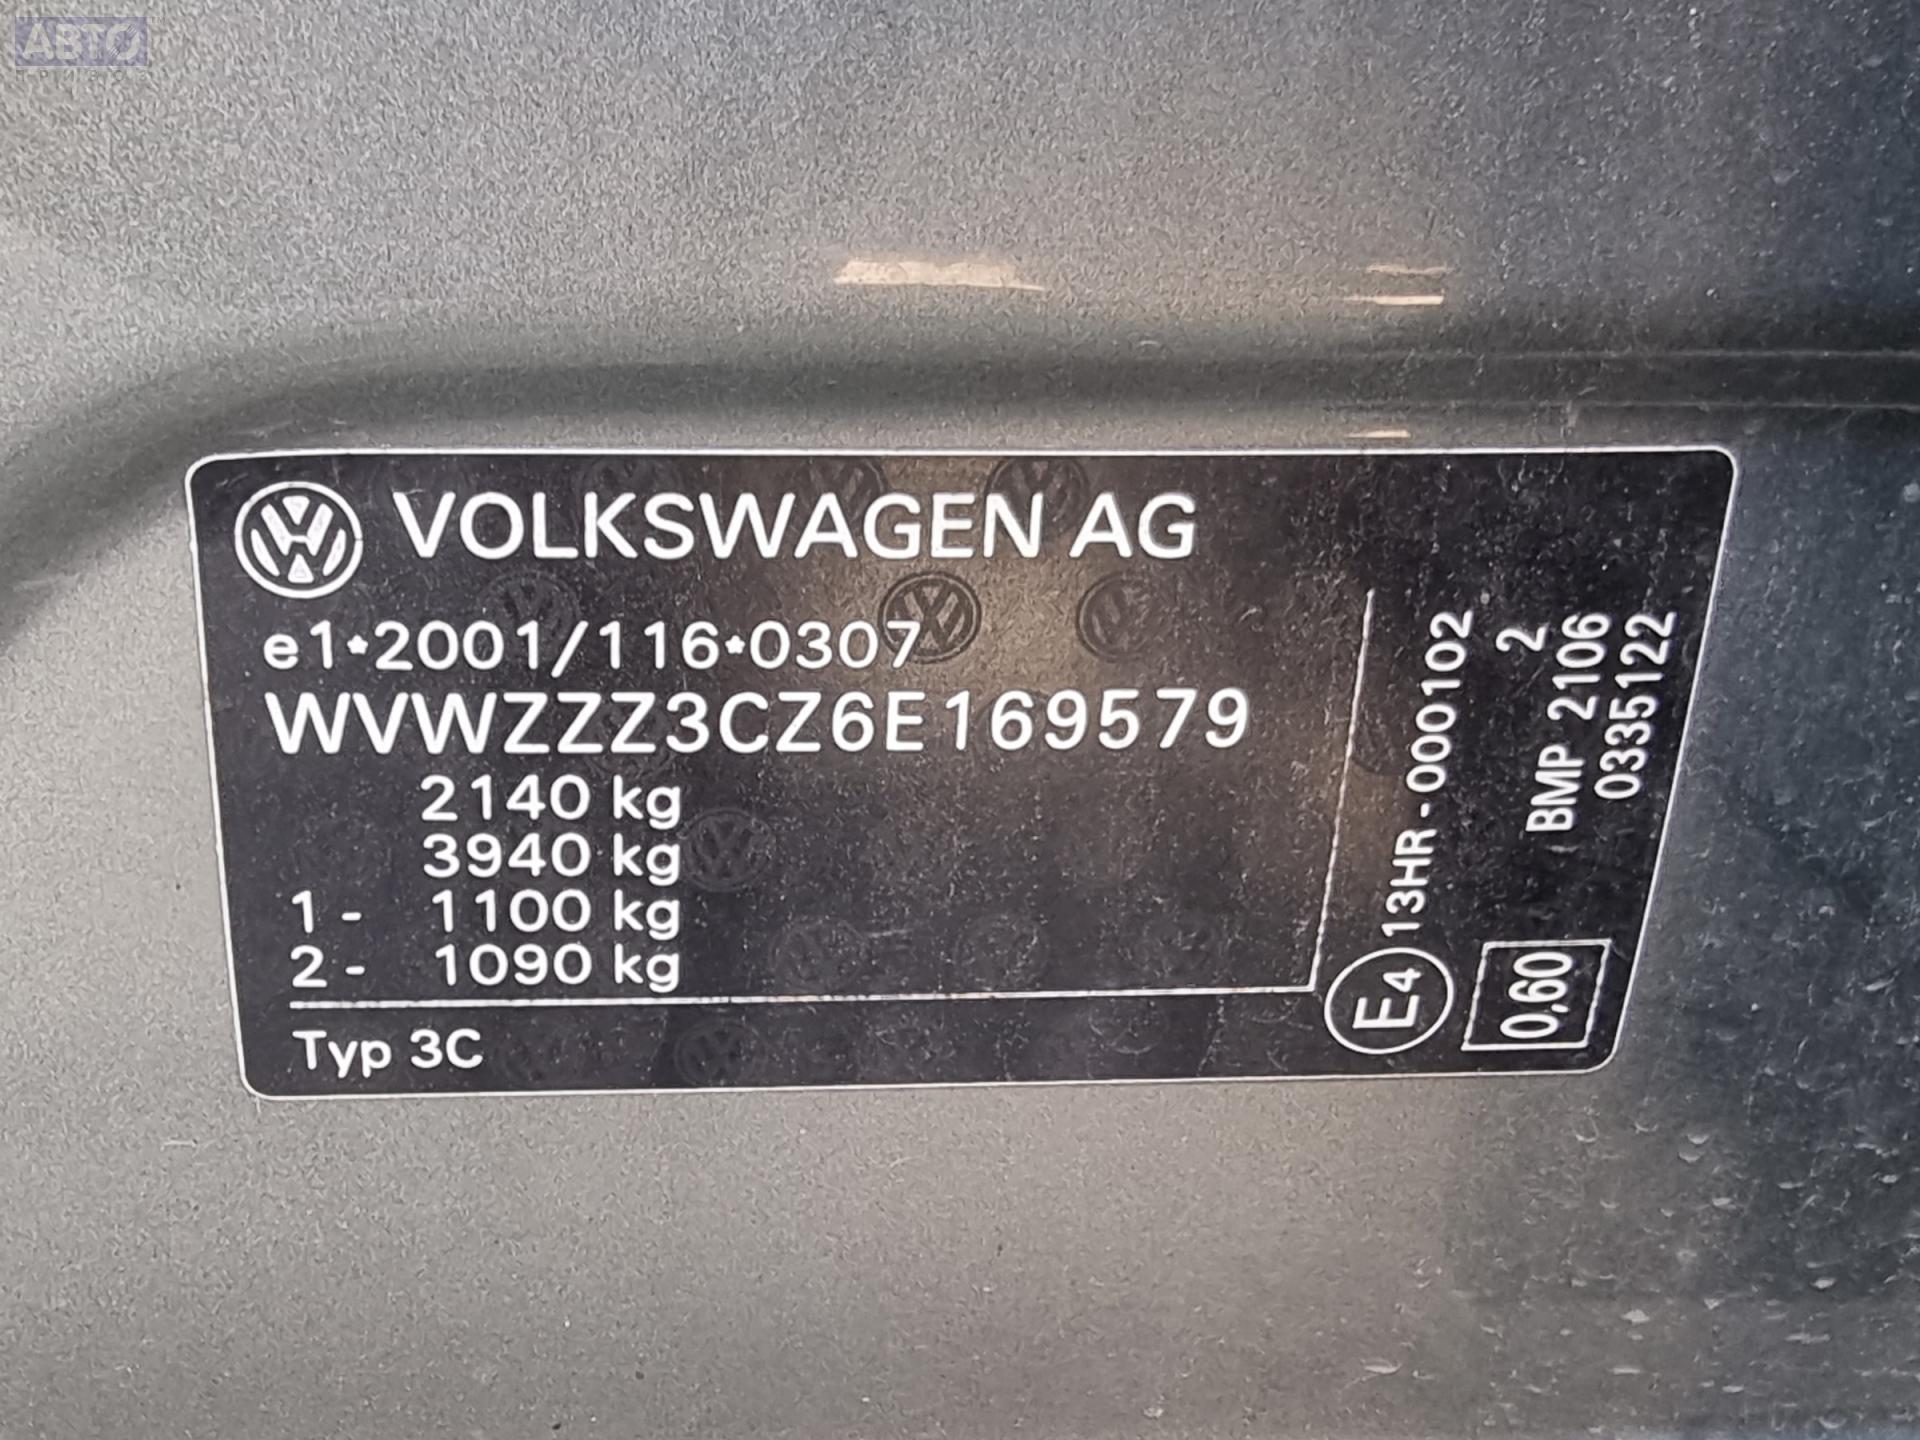 АВТО
ПРИВОЗ
VOLKSWAGEN AG
e1*2001/116*0307
WVWZZZ3CZ6E169579
2140 kg
3940 kg
1 - 1100 kg
2 - 1090 kg
Typ 3C
E4 13HR-000102
2
BMP 2106
0335122
0,60